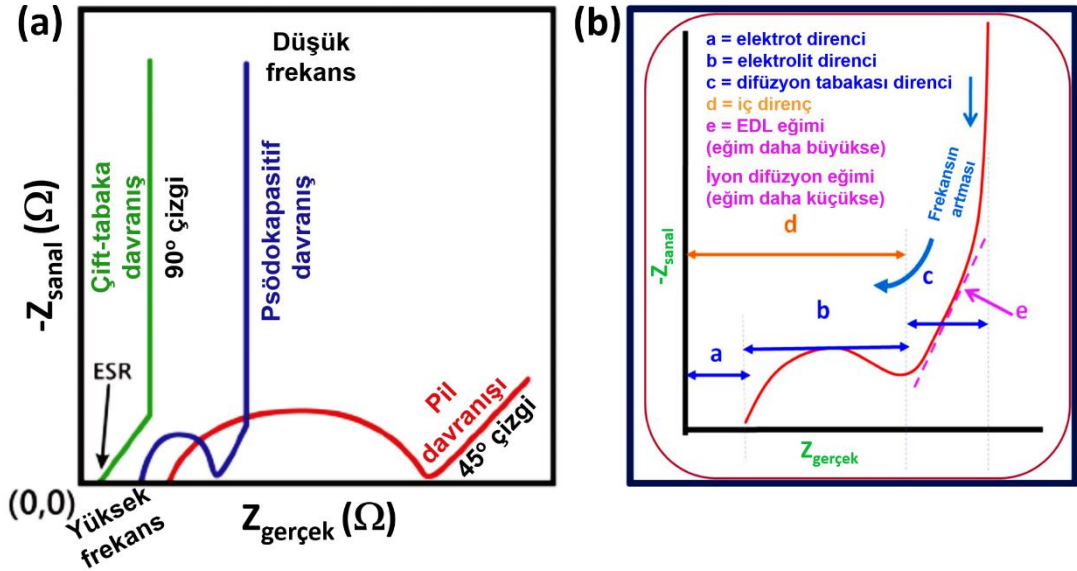 (a)
Düşük
frekans
Çift-tabaka
davranış
90° çizgi
Psödokapasitif
davranış
-Zsanal (Ω)
ESR
Pil
davranışı
45° çizgi
(0,0)
Yüksek
frekans
Zgerçek (Ω)
(b)
a = elektrot direnci
b = elektrolit direnci
c = difüzyon tabakası direnci
d = iç direnç
e = EDL eğimi
(eğim daha büyükse)
İyon difüzyon eğimi
(eğim daha küçükse)
Frekansın
artması
d
-Zsanal
c
b
e
a
Zgerçek